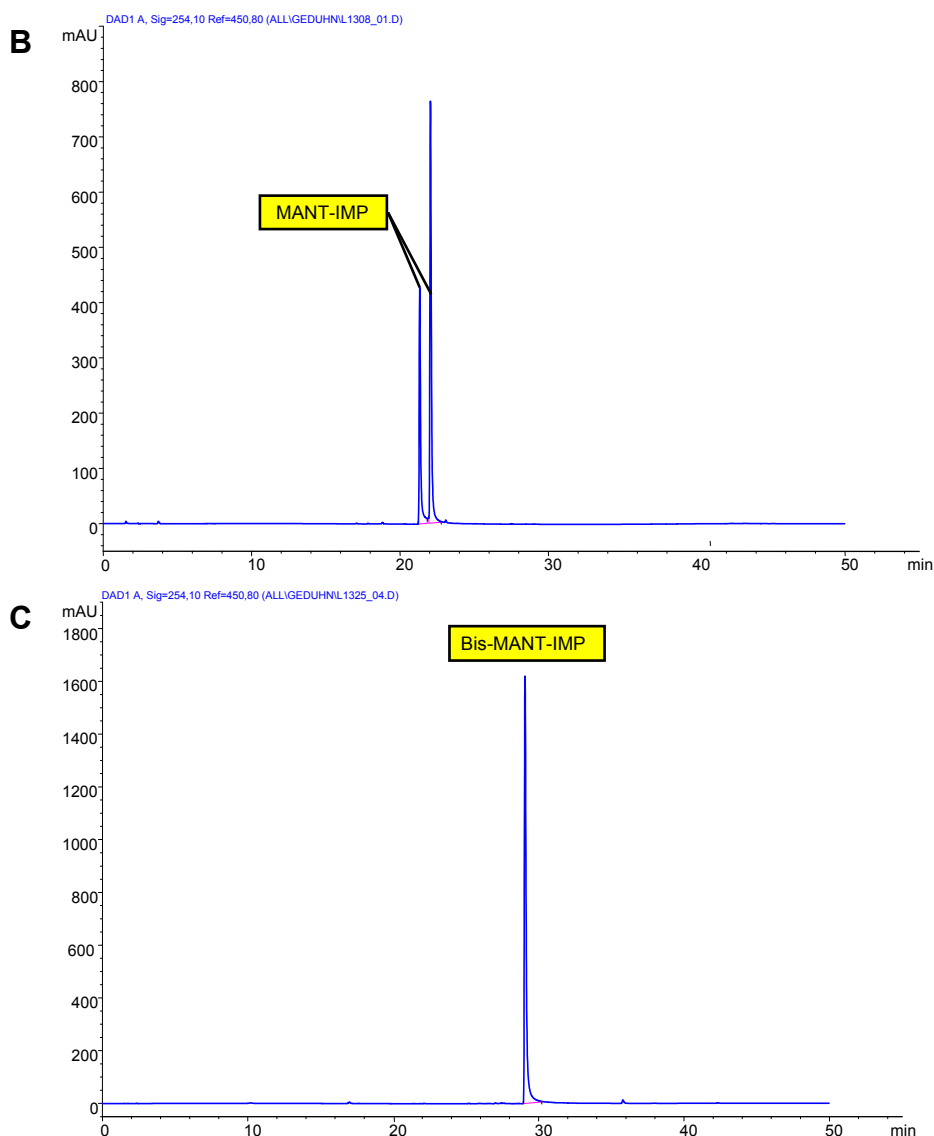 DAD1 A, Sig=254,10 Ref=450,80 (ALL\GEDUHN\L1308_01.D)
B
mAU
800
700
600
500
400
300
200
100
0
MANT-IMP
0 10 20 30 40 50 min
DAD1 A, Sig=254,10 Ref=450,80 (ALL\GEDUHN\L1325_04.D)
C
mAU
1800
1600
1400
1200
1000
800
600
400
200
0
Bis-MANT-IMP
0 10 20 30 40 50 min